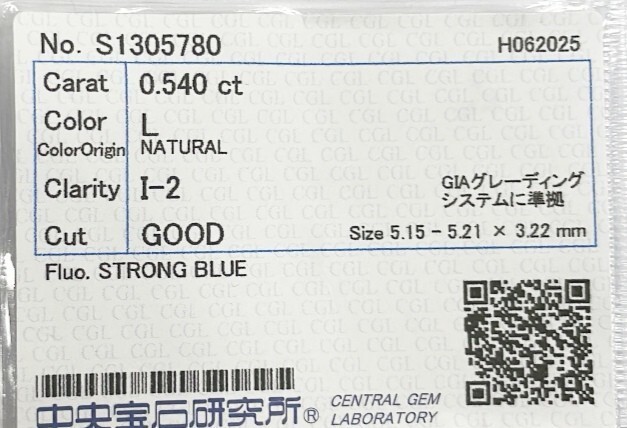 No. S1305780 H062025
Carat 0.540 ct
Color L
ColorOrigin NATURAL
Clarity I-2
GIAグレーディング
システムに準拠
Cut GOOD Size 5.15 - 5.21 × 3.22 mm
Fluo. STRONG BLUE
中央宝石研究所® CENTRAL GEM
LABORATORY